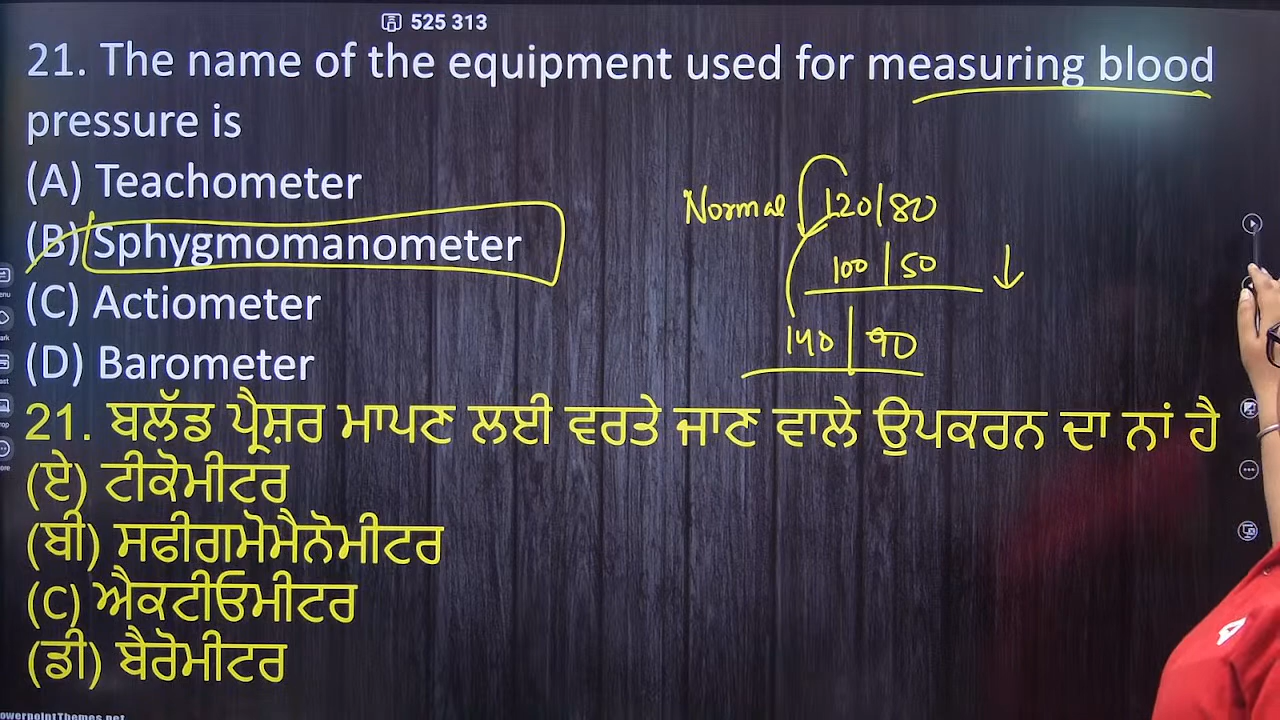 525 313
21. The name of the equipment used for measuring blood
pressure is
(A) Teachometer
(B) Sphygmomanometer
(C) Actiometer
(D) Barometer
Normal 120/80
100/50 ↓
140/90
21. ਬਲੱਡ ਪ੍ਰੈਸ਼ਰ ਮਾਪਣ ਲਈ ਵਰਤੇ ਜਾਣ ਵਾਲੇ ਉਪਕਰਨ ਦਾ ਨਾਂ ਹੈ
(ਏ) ਟੀਕੋਮੀਟਰ
(ਬੀ) ਸਫੀਗਮੋਮੈਨੋਮੀਟਰ
(C) ਐਕਟੀਓਮੀਟਰ
(ਡੀ) ਬੈਰੋਮੀਟਰ
owerpointThemes.net